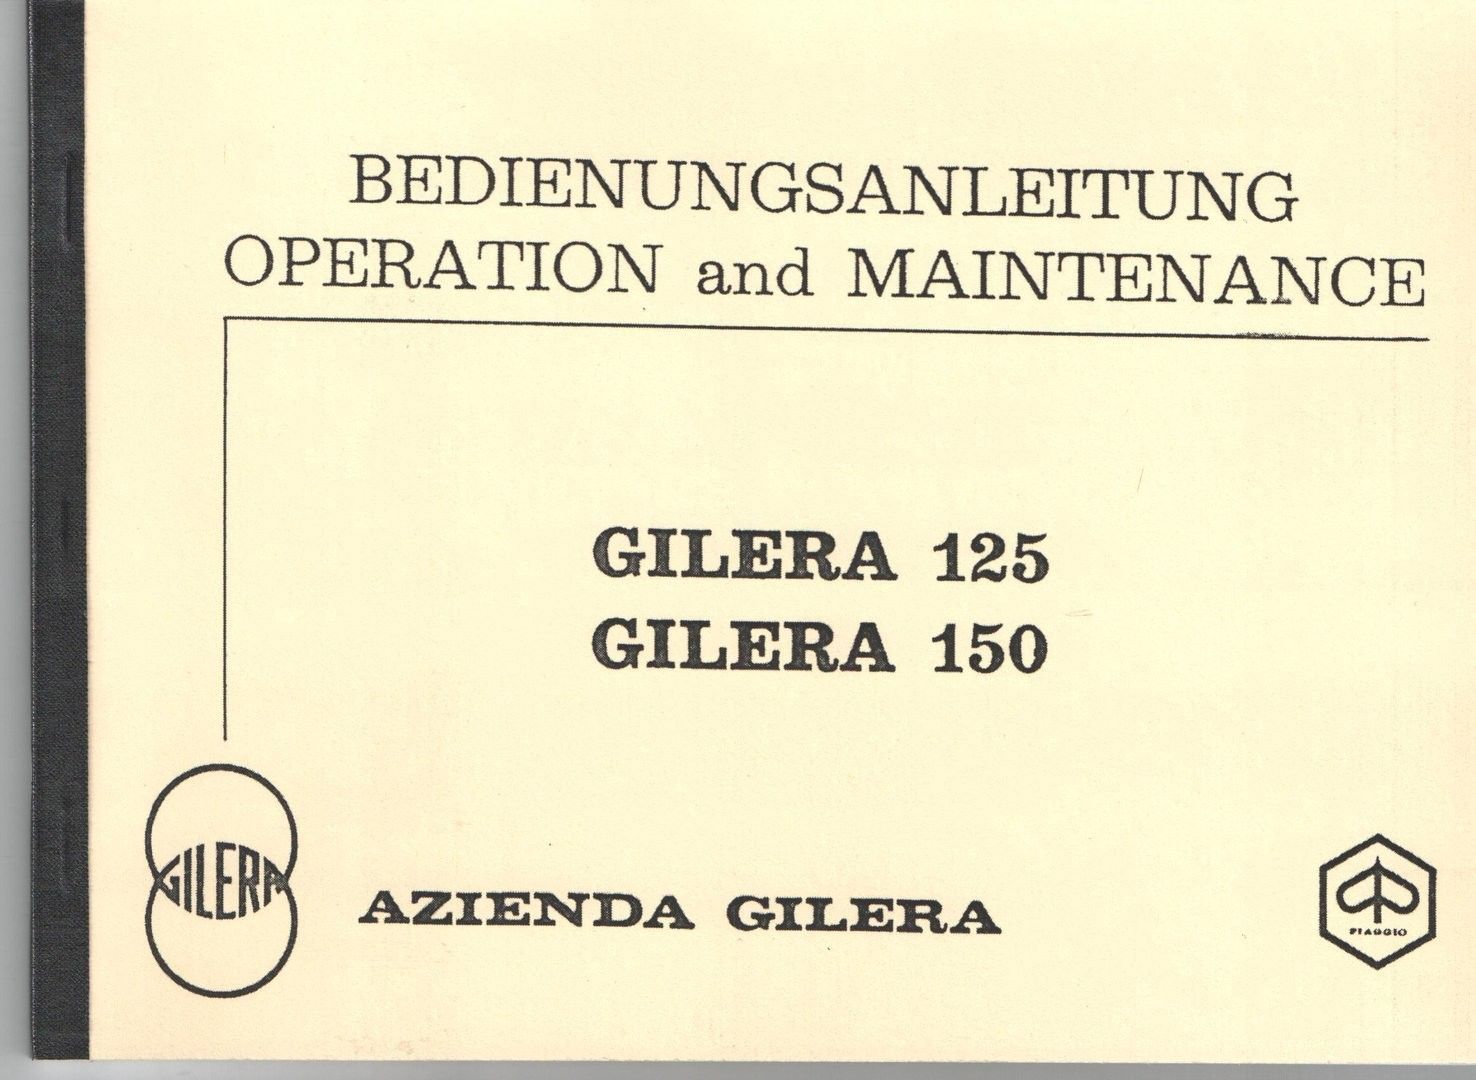 BEDIENUNGSANLEITUNG
OPERATION and MAINTENANCE
GILERA 125
GILERA 150
GILERA
AZIENDA GILERA
PIAGGIO